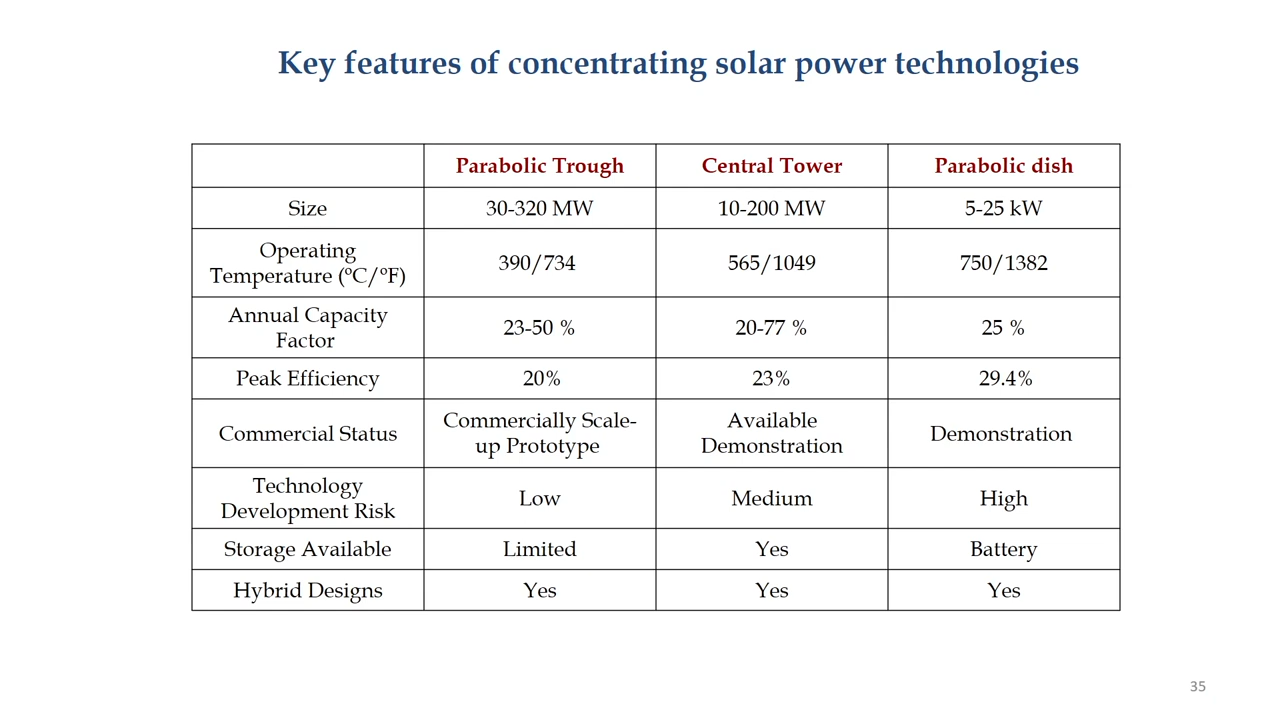 Key features of concentrating solar power technologies
Parabolic Trough Central Tower Parabolic dish
Size 30-320 MW 10-200 MW 5-25 kW
Operating
Temperature (ºC/ºF) 390/734 565/1049 750/1382
Annual Capacity
Factor 23-50 % 20-77 % 25 %
Peak Efficiency 20% 23% 29.4%
Commercial Status
Commercially Scale-
up Prototype
Available
Demonstration
Demonstration
Technology
Development Risk Low Medium High
Storage Available Limited Yes Battery
Hybrid Designs Yes Yes Yes
35